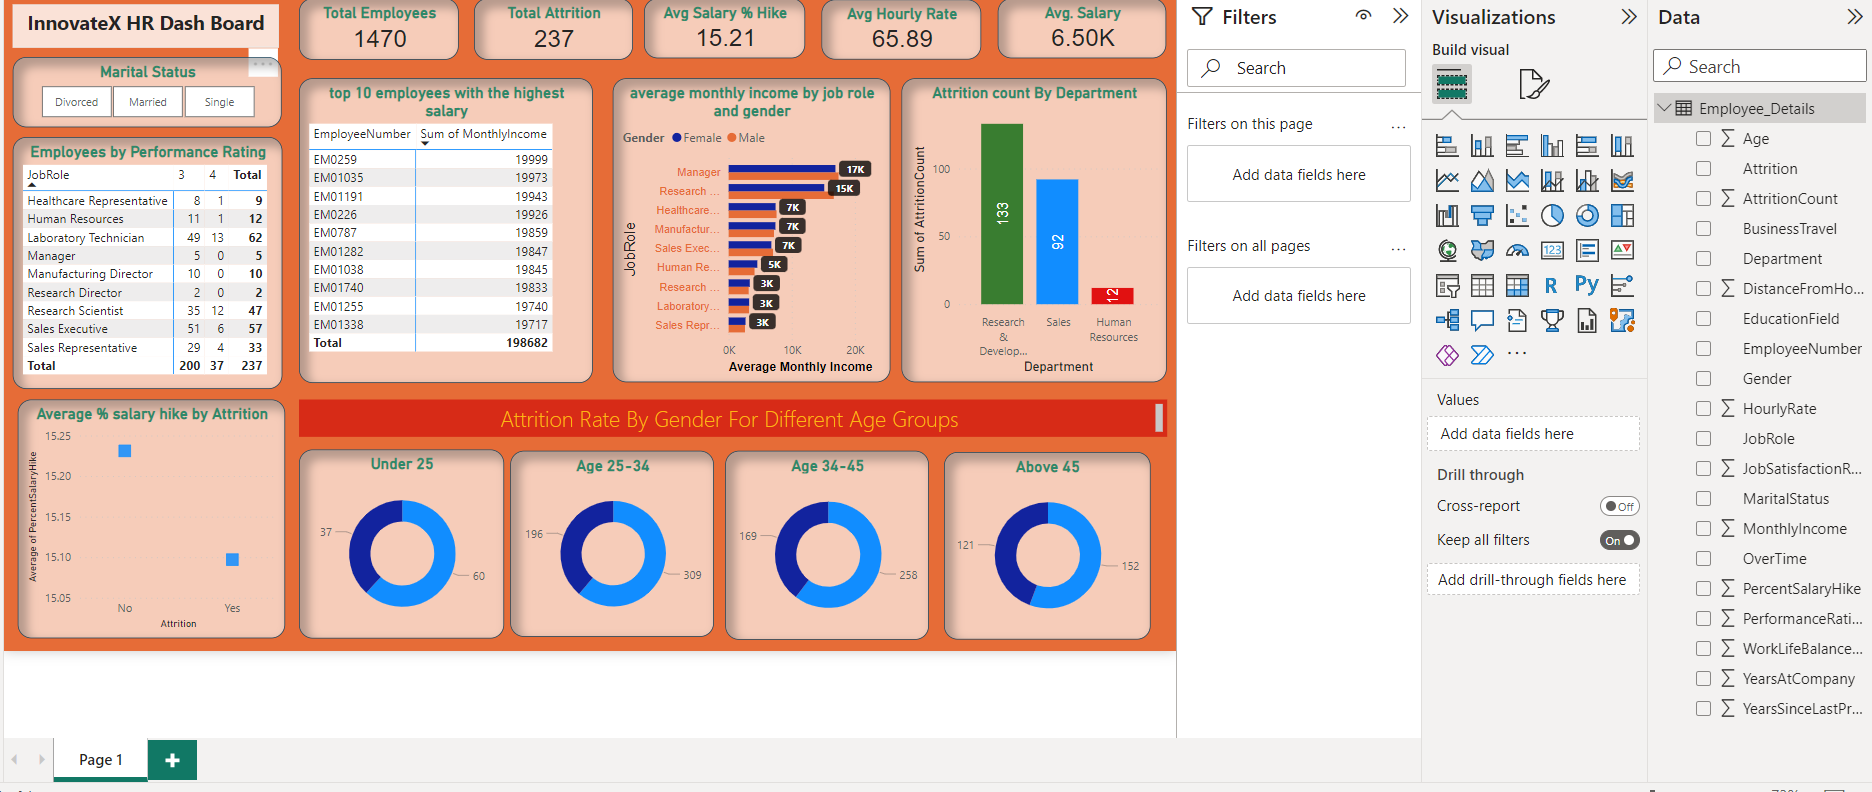 InnovateX HR Dash Board
Total Employees
1470
Total Attrition
237
Avg Salary % Hike
15.21
Avg Hourly Rate
65.89
Avg. Salary
6.50K
Marital Status
Divorced
Married
Single
Employees by Performance Rating
JobRole 3 4 Total
Healthcare Representative 8 1 9
Human Resources 11 1 12
Laboratory Technician 49 13 62
Manager 5 0 5
Manufacturing Director 10 0 10
Research Director 2 0 2
Research Scientist 35 12 47
Sales Executive 51 6 57
Sales Representative 29 4 33
Total 200 37 237
top 10 employees with the highest
salary
EmployeeNumber Sum of MonthlyIncome
EM0259 19999
EM01035 19973
EM01191 19943
EM0226 19926
EM0787 19859
EM01282 19847
EM01038 19845
EM01740 19833
EM01255 19740
EM01338 19717
Total 198682
average monthly income by job role
and gender
Gender Female Male
JobRole
Manager 17K
Research ... 15K
Healthcare... 7K
Manufactur... 7K
Sales Exec... 7K
Human Re... 5K
Research ... 3K
Laboratory... 3K
Sales Repr... 3K
0K 10K 20K
Average Monthly Income
Attrition count By Department
Sum of AttritionCount
100
50
0
133
92
12
Research
&
Develop...
Sales
Human
Resources
Department
Average % salary hike by Attrition
Average of PercentSalaryHike
15.25
15.20
15.15
15.10
15.05
No Yes
Attrition
Attrition Rate By Gender For Different Age Groups
Under 25
37
60
Age 25-34
196
309
Age 34-45
169
258
Above 45
121
152
Page 1
Filters
Search
Filters on this page
...
Add data fields here
Filters on all pages
...
Add data fields here
Visualizations
Build visual
123
R
Py
...
Values
Add data fields here
Drill through
Cross-report
Off
Keep all filters
On
Add drill-through fields here
Data
Search
Employee_Details
Age
Attrition
AttritionCount
BusinessTravel
Department
DistanceFromHo...
EducationField
EmployeeNumber
Gender
HourlyRate
JobRole
JobSatisfactionR...
MaritalStatus
MonthlyIncome
OverTime
PercentSalaryHike
PerformanceRati...
WorkLifeBalance...
YearsAtCompany
YearsSinceLastPr...